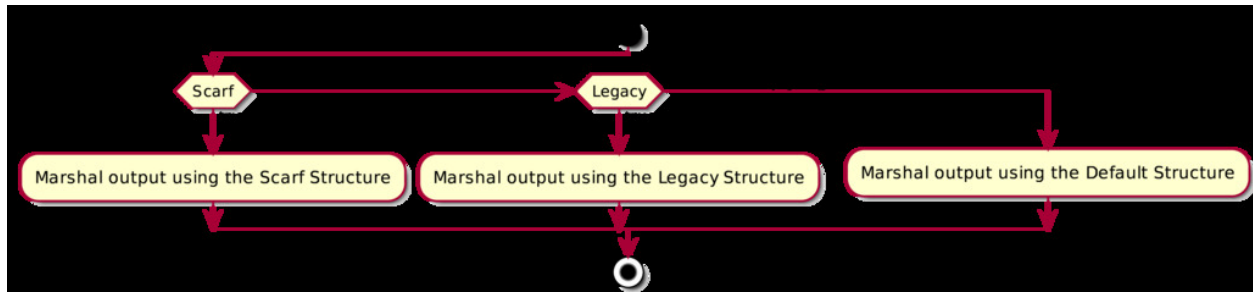 Scarf
Legacy
Marshal output using the Scarf Structure
Marshal output using the Legacy Structure
Marshal output using the Default Structure